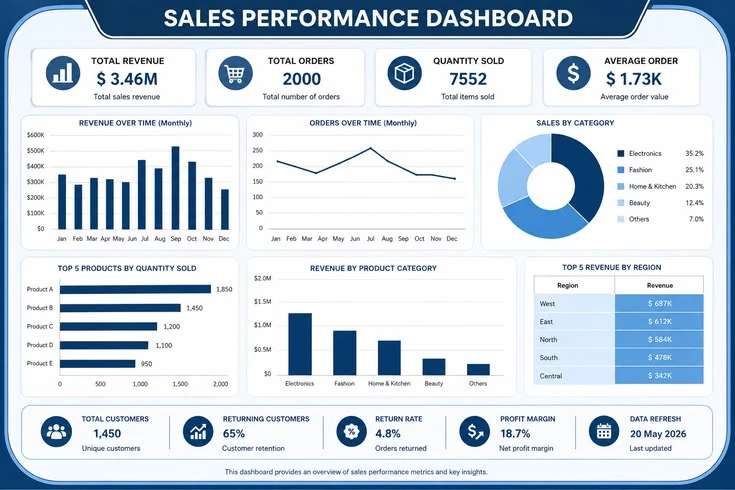 SALES PERFORMANCE DASHBOARD
TOTAL REVENUE
$ 3.46M
Total sales revenue
TOTAL ORDERS
2000
Total number of orders
QUANTITY SOLD
7552
Total items sold
AVERAGE ORDER
$ 1.73K
Average order value
REVENUE OVER TIME (Monthly)
$600K
$500K
$400K
$300K
$200K
$100K
$0
Jan Feb Mar Apr May Jun Jul Aug Sep Oct Nov Dec
ORDERS OVER TIME (Monthly)
300
250
200
150
100
50
0
Jan Feb Mar Apr May Jun Jul Aug Sep Oct Nov Dec
SALES BY CATEGORY
Electronics 35.2%
Fashion 25.1%
Home & Kitchen 20.3%
Beauty 12.4%
Others 7.0%
TOP 5 PRODUCTS BY QUANTITY SOLD
Product A 1,850
Product B 1,450
Product C 1,200
Product D 1,100
Product E 950
0 500 1,000 1,500 2,000
REVENUE BY PRODUCT CATEGORY
$2.0M
$1.5M
$1.0M
$0.5M
$0
Electronics Fashion Home & Kitchen Beauty Others
TOP 5 REVENUE BY REGION
Region Revenue
West $ 687K
East $ 612K
North $ 584K
South $ 478K
Central $ 342K
TOTAL CUSTOMERS
1,450
Unique customers
RETURNING CUSTOMERS
65%
Customer retention
RETURN RATE
4.8%
Orders returned
PROFIT MARGIN
18.7%
Net profit margin
DATA REFRESH
20 May 2026
Last updated
This dashboard provides an overview of sales performance metrics and key insights.